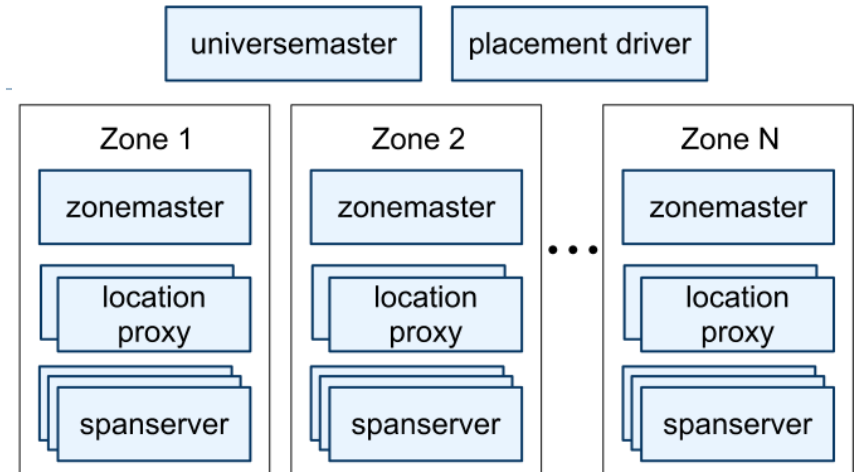 universemaster
placement driver
Zone 1
zonemaster
location
proxy
spanserver
Zone 2
zonemaster
location
proxy
spanserver
...
Zone N
zonemaster
location
proxy
spanserver